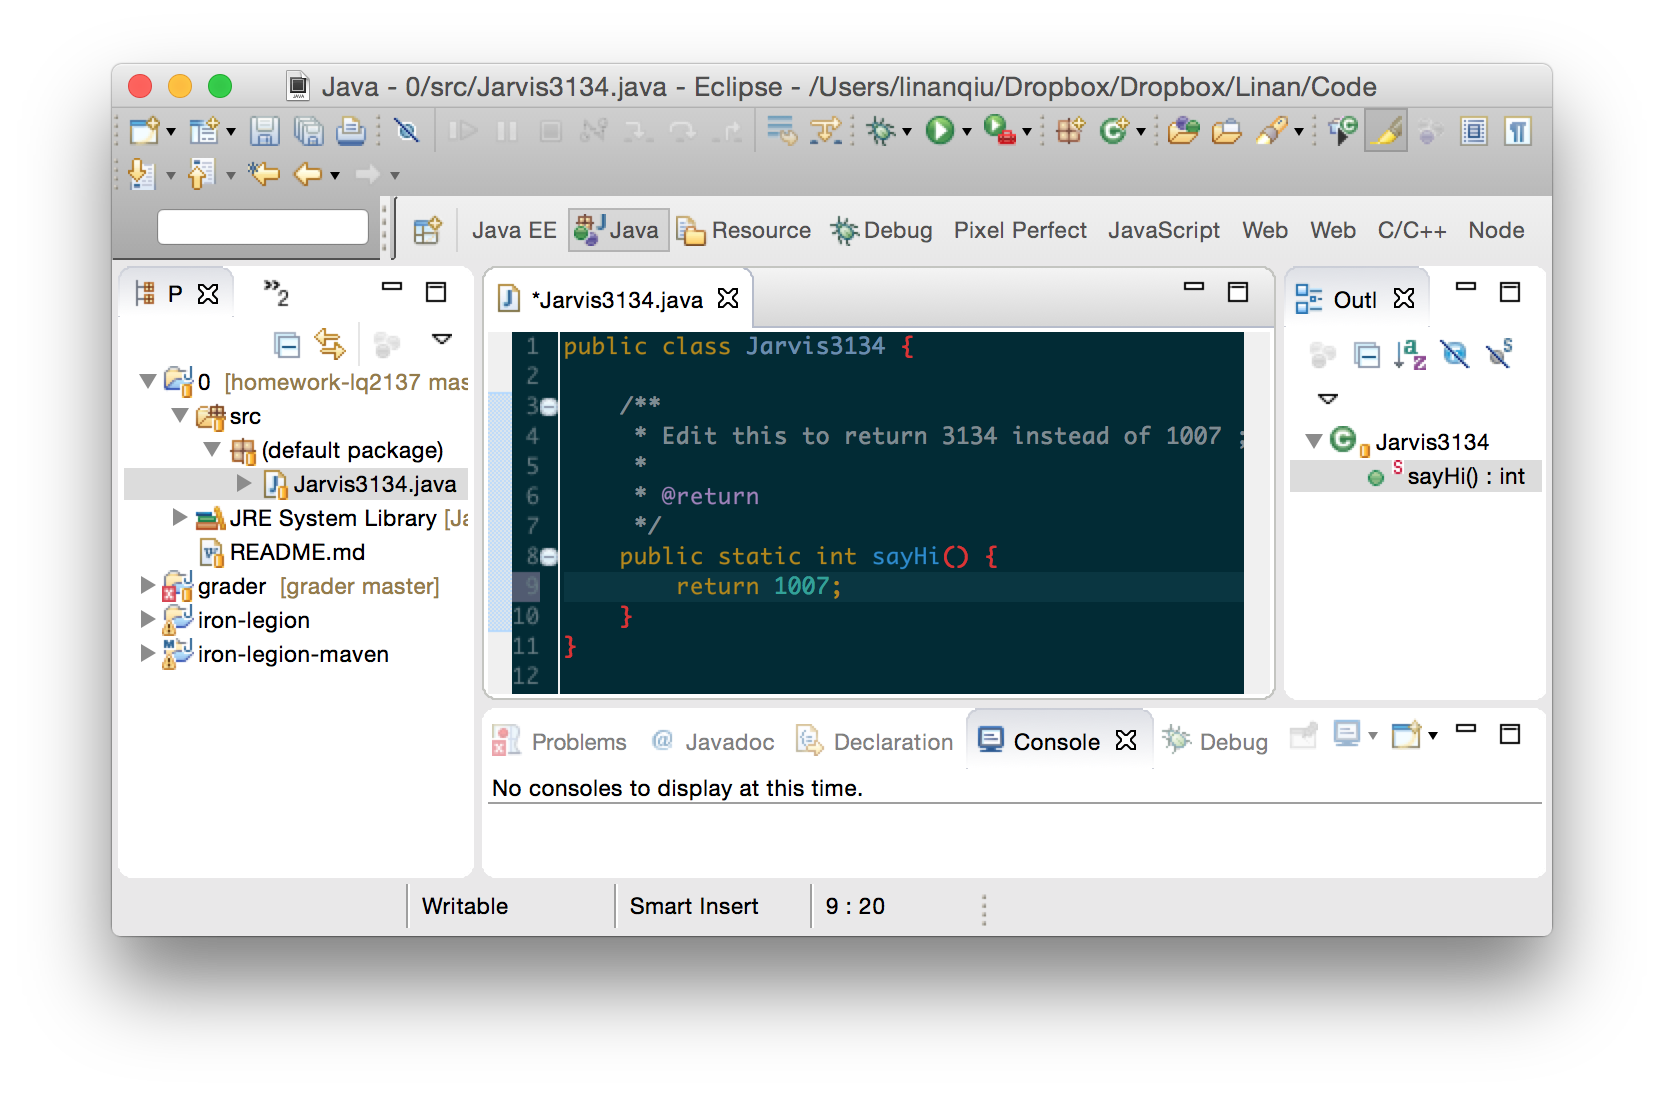 Java - 0/src/Jarvis3134.java - Eclipse - /Users/linanqiu/Dropbox/Dropbox/Linan/Code
Java EE Java Resource Debug Pixel Perfect JavaScript Web Web C/C++ Node
P »2
0 [homework-lq2137 mas
src
(default package)
Jarvis3134.java
JRE System Library [Ja
README.md
grader [grader master]
iron-legion
iron-legion-maven
*Jarvis3134.java
1 public class Jarvis3134 {
2
3 /**
4 * Edit this to return 3134 instead of 1007 ;
5 *
6 * @return
7 */
8 public static int sayHi() {
9 return 1007;
10 }
11 }
12
Outl
Jarvis3134
sayHi() : int
Problems @ Javadoc Declaration Console Debug
No consoles to display at this time.
Writable Smart Insert 9 : 20